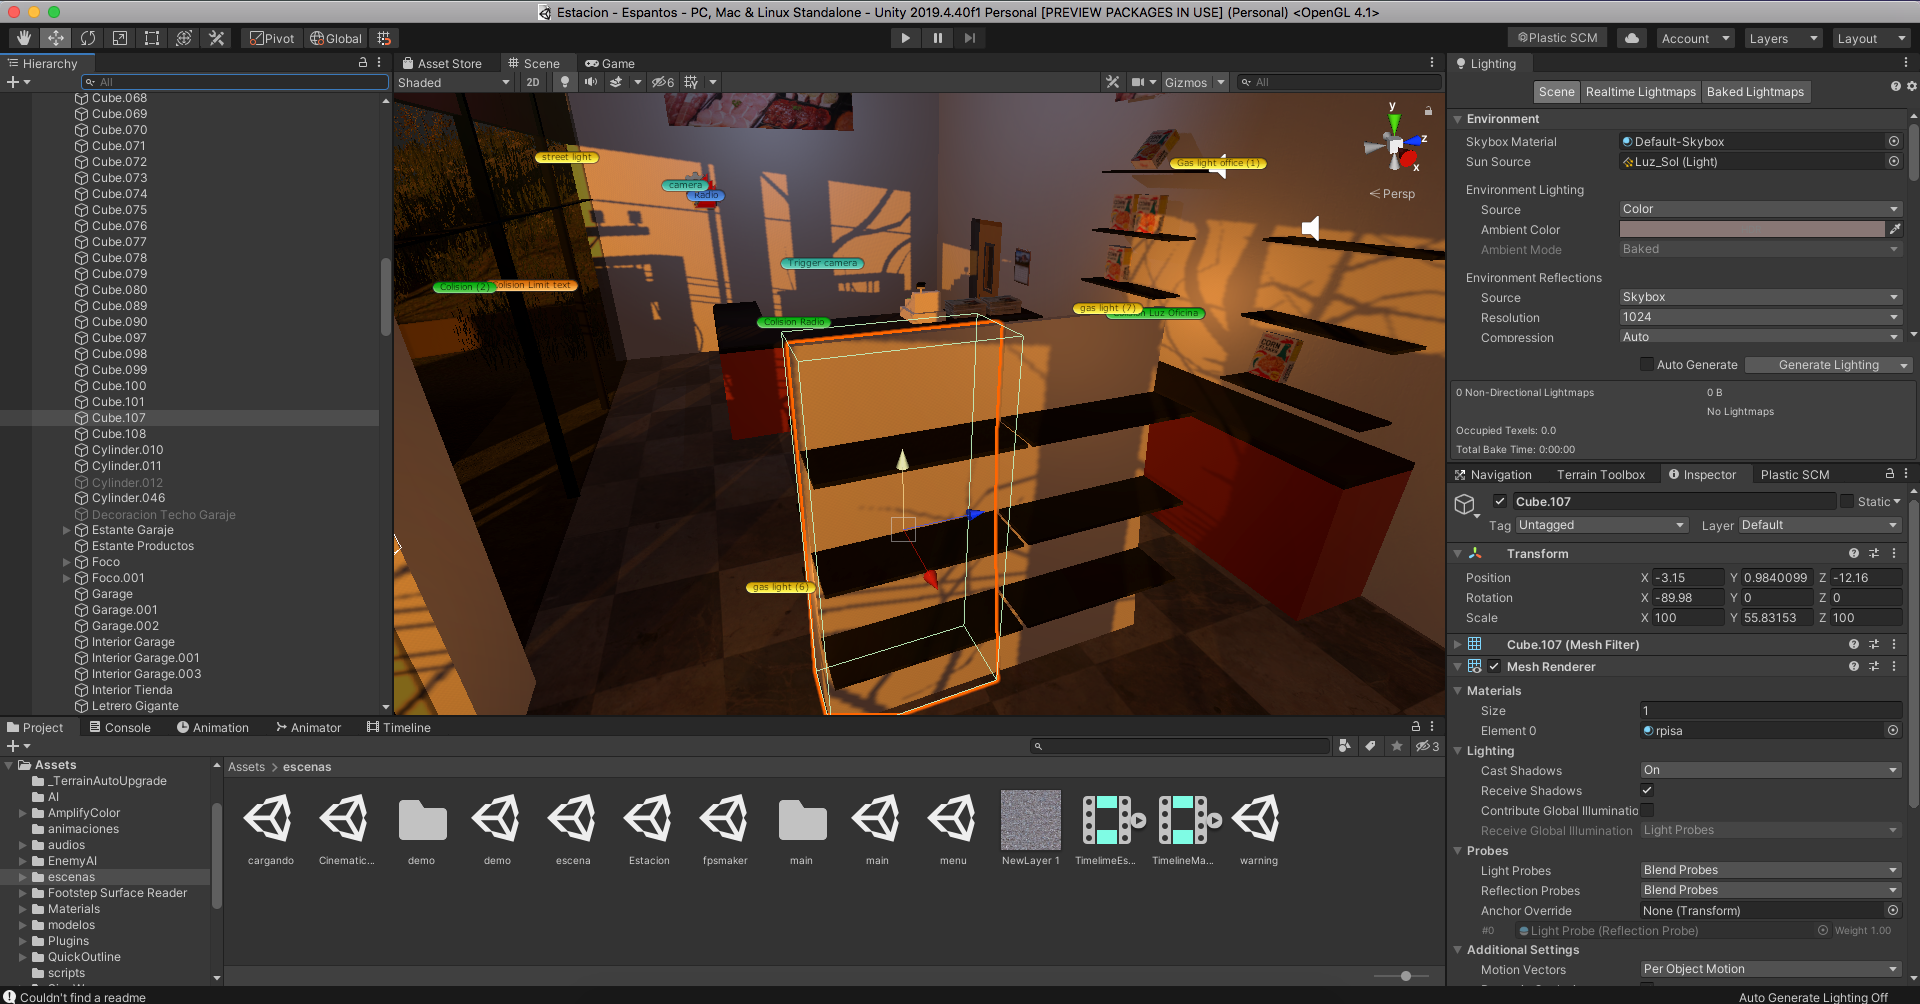 Estacion - Espantos - PC, Mac & Linux Standalone - Unity 2019.4.40f1 Personal [PREVIEW PACKAGES IN USE] (Personal) <OpenGL 4.1>
Pivot Global Plastic SCM Account Layers Layout
Hierarchy
All
Cube.068
Cube.069
Cube.070
Cube.071
Cube.072
Cube.073
Cube.074
Cube.075
Cube.076
Cube.077
Cube.078
Cube.079
Cube.080
Cube.089
Cube.090
Cube.097
Cube.098
Cube.099
Cube.100
Cube.101
Cube.107
Cube.108
Cylinder.010
Cylinder.011
Cylinder.012
Cylinder.046
Decoracion Techo Garaje
Estante Garaje
Estante Productos
Foco
Foco.001
Garage
Garage.001
Garage.002
Interior Garage
Interior Garage.001
Interior Garage.003
Interior Tienda
Letrero Gigante
Asset Store Scene Game
Shaded 2D 6 Gizmos All
street light
camera
Radio
Gas light office (1)
Trigger camera
Colision (2)
olision Limit text
Colision Radio
gas light (7)
Luz Oficina
gas light (6)
CORN
y
z
x
Persp
Lighting
Scene Realtime Lightmaps Baked Lightmaps
Environment
Skybox Material Default-Skybox
Sun Source Luz_Sol (Light)
Environment Lighting
Source Color
Ambient Color
Ambient Mode Baked
Environment Reflections
Source Skybox
Resolution 1024
Compression Auto
Auto Generate Generate Lighting
0 Non-Directional Lightmaps 0 B
No Lightmaps
Occupied Texels: 0.0
Total Bake Time: 0:00:00
Navigation Terrain Toolbox Inspector Plastic SCM
Cube.107 Static
Tag Untagged Layer Default
Transform
Position X -3.15 Y 0.9840099 Z -12.16
Rotation X -89.98 Y 0 Z 0
Scale X 100 Y 55.83153 Z 100
Cube.107 (Mesh Filter)
Mesh Renderer
Materials
Size 1
Element 0 rpisa
Lighting
Cast Shadows On
Receive Shadows
Contribute Global Illuminatio
Receive Global Illumination Light Probes
Probes
Light Probes Blend Probes
Reflection Probes Blend Probes
Anchor Override None (Transform)
#0 Light Probe (Reflection Probe) Weight 1.00
Additional Settings
Motion Vectors Per Object Motion
Project Console Animation Animator Timeline
3
Assets
_TerrainAutoUpgrade
AI
AmplifyColor
animaciones
audios
EnemyAI
escenas
Footstep Surface Reader
Materials
modelos
Plugins
QuickOutline
scripts
Assets > escenas
cargando Cinematic... demo demo escena Estacion fpsmaker main main menu NewLayer 1 TimelimeEs... TimelineMa... warning
Couldn't find a readme
Auto Generate Lighting Off